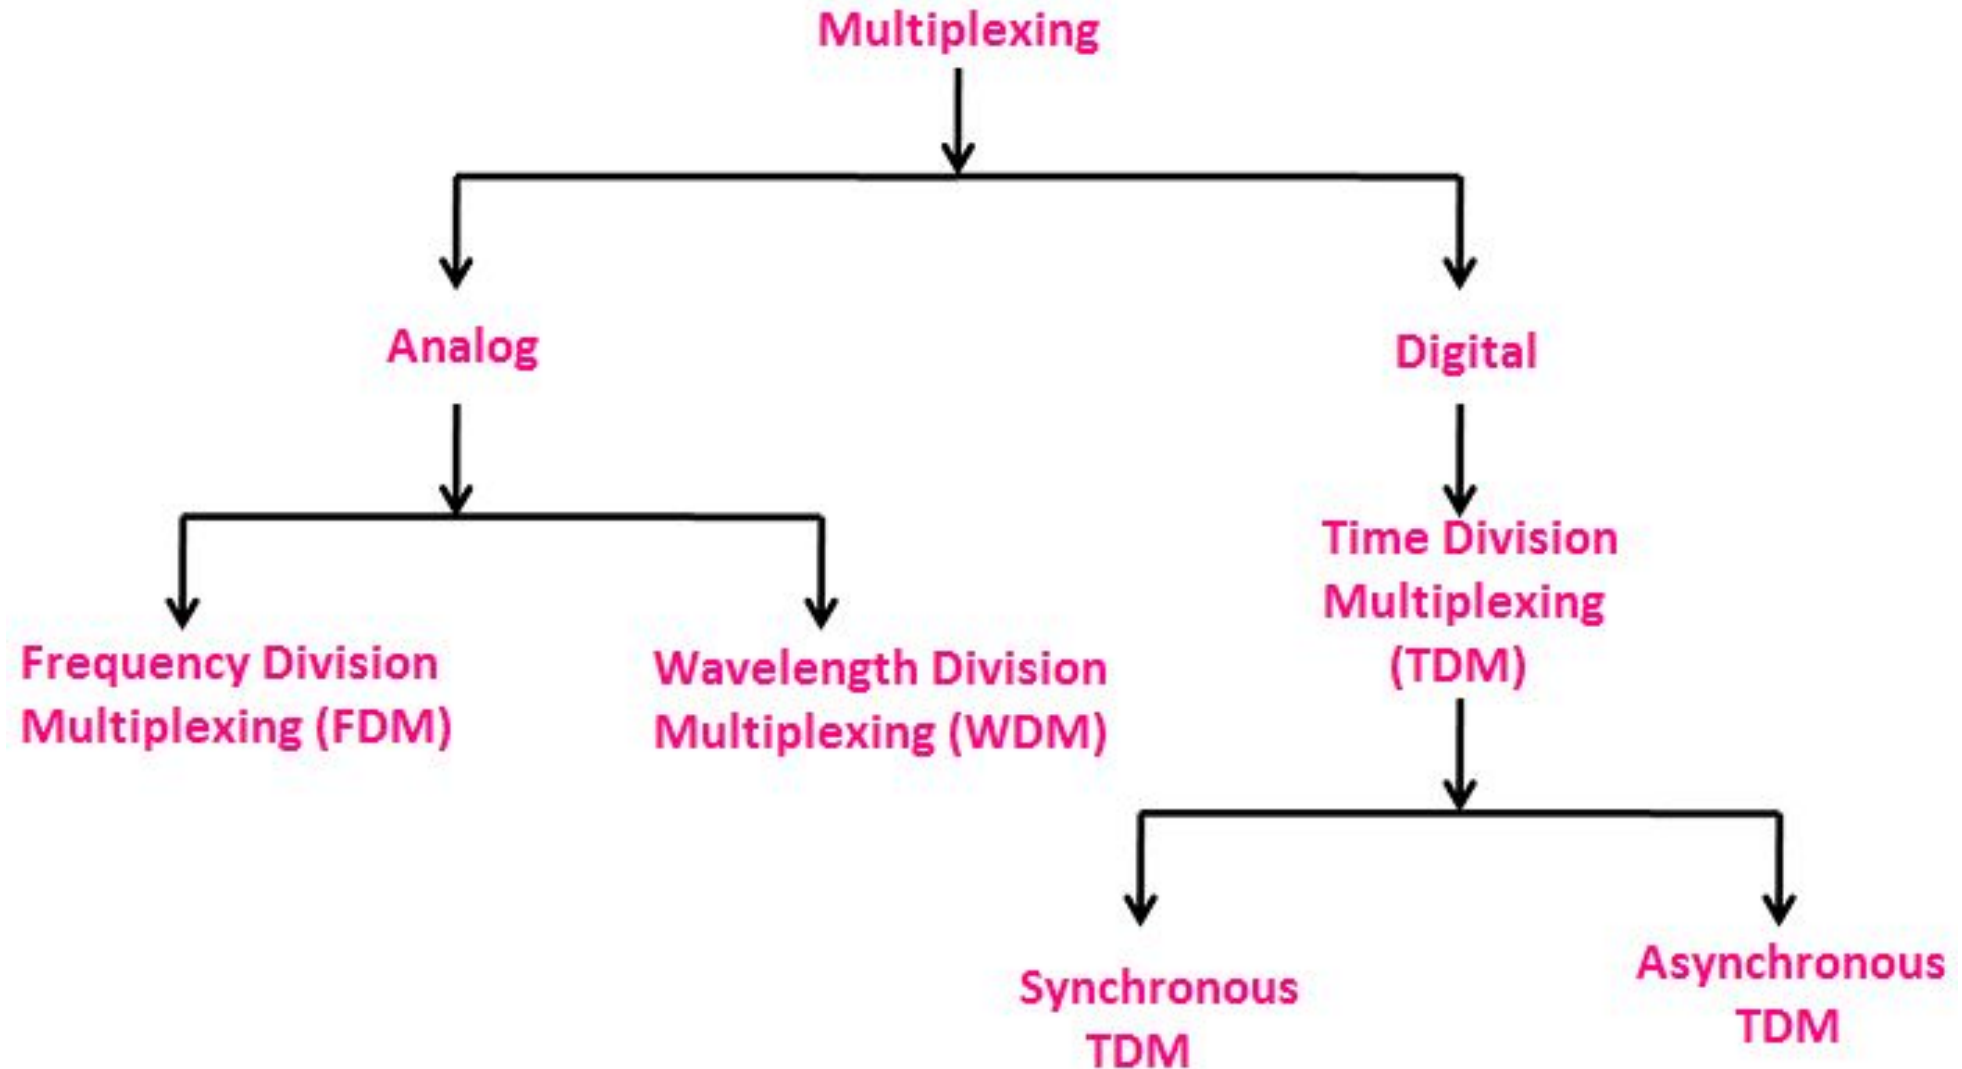 Multiplexing
Analog
Digital
Frequency Division
Multiplexing (FDM)
Wavelength Division
Multiplexing (WDM)
Time Division
Multiplexing
(TDM)
Synchronous
TDM
Asynchronous
TDM